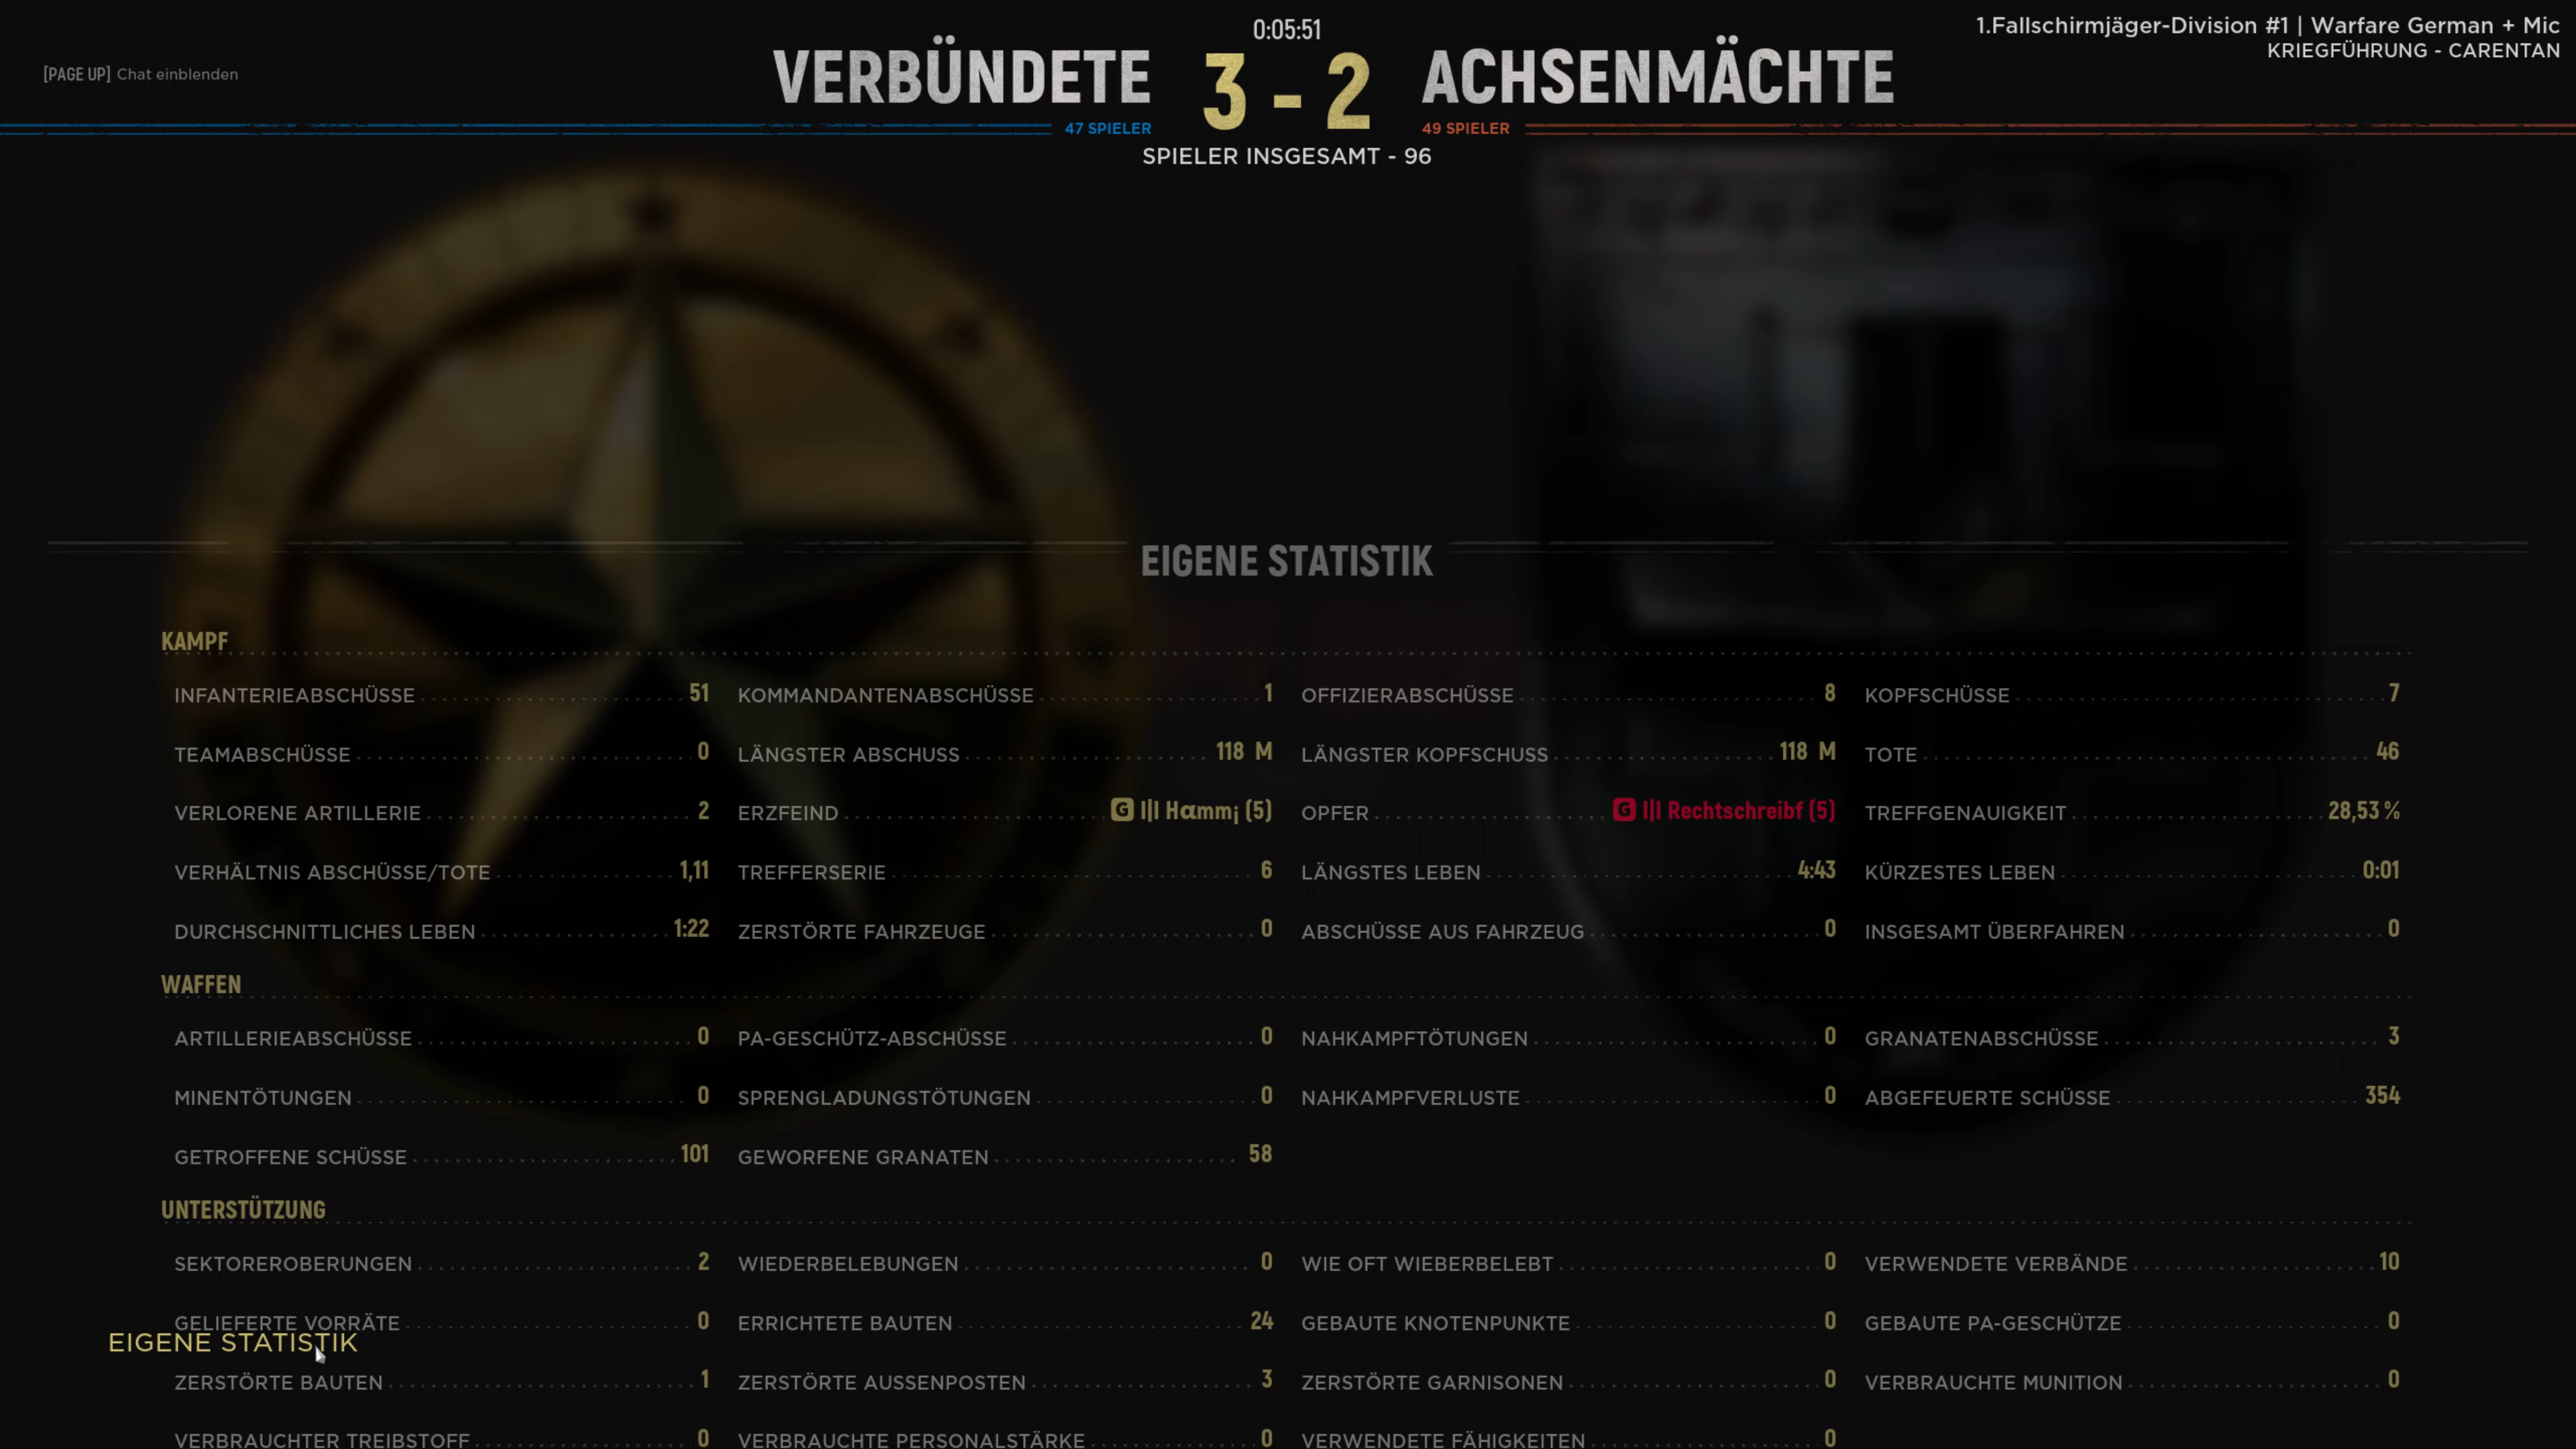 0:05:51
1.Fallschirmjäger-Division #1 | Warfare German + Mic
[PAGE UP] Chat einblenden
VERBÜNDETE 3 - 2 ACHSENMÄCHTE
KRIEGFÜHRUNG - CARENTAN
47 SPIELER
49 SPIELER
SPIELER INSGESAMT - 96
EIGENE STATISTIK
KAMPF
INFANTERIEABSCHÜSSE 51 KOMMANDANTENABSCHÜSSE 1 OFFIZIERABSCHÜSSE 8 KOPFSCHÜSSE 7
TEAMABSCHÜSSE 0 LÄNGSTER ABSCHUSS 118 M LÄNGSTER KOPFSCHUSS 118 M TOTE 46
VERLORENE ARTILLERIE 2 ERZFEIND G I|I Hαmm¡ (5) OPFER G I|I Rechtschreibf (5) TREFFGENAUIGKEIT 28,53 %
VERHÄLTNIS ABSCHÜSSE/TOTE 1,11 TREFFERSERIE 6 LÄNGSTES LEBEN 4:43 KÜRZESTES LEBEN 0:01
DURCHSCHNITTLICHES LEBEN 1:22 ZERSTÖRTE FAHRZEUGE 0 ABSCHÜSSE AUS FAHRZEUG 0 INSGESAMT ÜBERFAHREN 0
WAFFEN
ARTILLERIEABSCHÜSSE 0 PA-GESCHÜTZ-ABSCHÜSSE 0 NAHKAMPFTÖTUNGEN 0 GRANATENABSCHÜSSE 3
MINENTÖTUNGEN 0 SPRENGLADUNGSTÖTUNGEN 0 NAHKAMPFVERLUSTE 0 ABGEFEUERTE SCHÜSSE 354
GETROFFENE SCHÜSSE 101 GEWORFENE GRANATEN 58
UNTERSTÜTZUNG
SEKTOREROBERUNGEN 2 WIEDERBELEBUNGEN 0 WIE OFT WIEBERBELEBT 0 VERWENDETE VERBÄNDE 10
GELIEFERTE VORRÄTE 0 ERRICHTETE BAUTEN 24 GEBAUTE KNOTENPUNKTE 0 GEBAUTE PA-GESCHÜTZE 0
EIGENE STATISTIK
ZERSTÖRTE BAUTEN 1 ZERSTÖRTE AUSSENPOSTEN 3 ZERSTÖRTE GARNISONEN 0 VERBRAUCHTE MUNITION 0
VERBRAUCHTER TREIBSTOFF 0 VERBRAUCHTE PERSONALSTÄRKE 0 VERWENDETE FÄHIGKEITEN 0